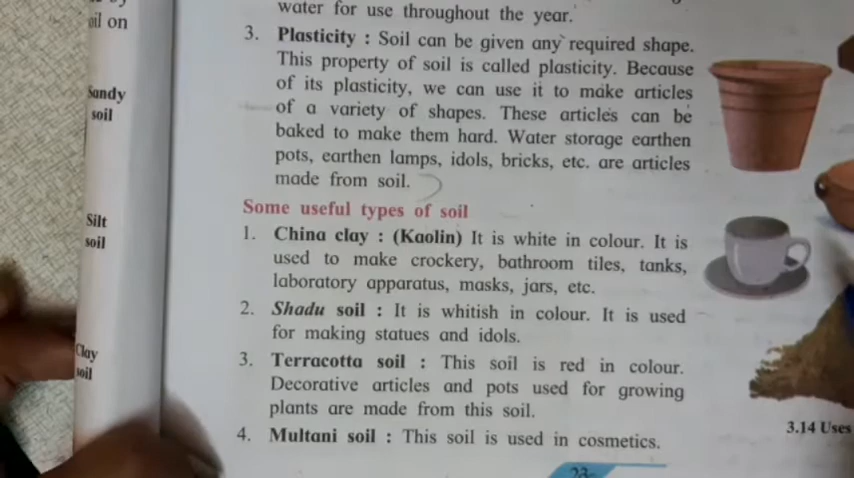 ail on
Sandy
soil
Silt
soil
Clay
soil
water for use throughout the year.
3. Plasticity : Soil can be given any required shape.
This property of soil is called plasticity. Because
of its plasticity, we can use it to make articles
of a variety of shapes. These articles can be
baked to make them hard. Water storage earthen
pots, earthen lamps, idols, bricks, etc. are articles
made from soil.
Some useful types of soil
1. China clay : (Kaolin) It is white in colour. It is
used to make crockery, bathroom tiles, tanks,
laboratory apparatus, masks, jars, etc.
2. Shadu soil : It is whitish in colour. It is used
for making statues and idols.
3. Terracotta soil : This soil is red in colour.
Decorative articles and pots used for growing
plants are made from this soil.
4. Multani soil : This soil is used in cosmetics.
3.14 Uses
23